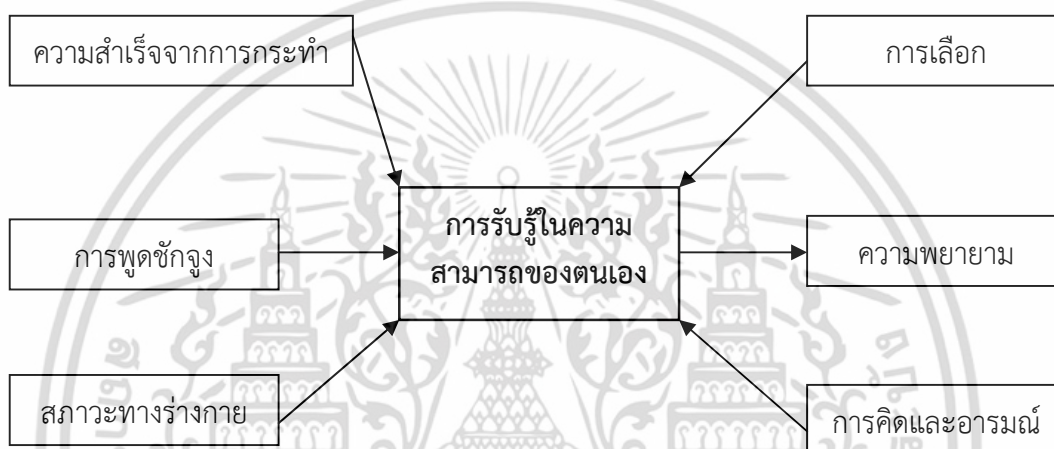 ความสำเร็จจากการกระทำ
การเลือก
การรับรู้ในความ
สามารถของตนเอง
การพูดชักจูง
ความพยายาม
สภาวะทางร่างกาย
การคิดและอารมณ์